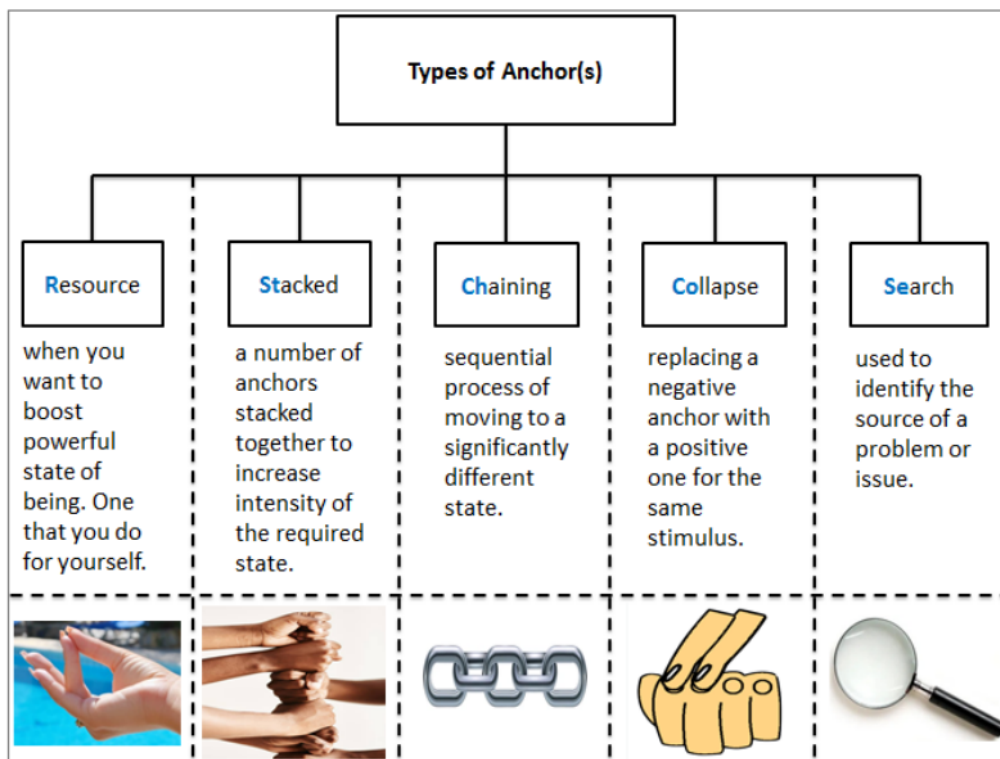 Types of Anchor(s)
Resource
Stacked
Chaining
Collapse
Search
when you
want to
boost
powerful
state of
being. One
that you do
for yourself.
a number of
anchors
stacked
together to
increase
intensity of
the required
state.
sequential
process of
moving to a
significantly
different
state.
replacing a
negative
anchor with
a positive
one for the
same
stimulus.
used to
identify the
source of a
problem or
issue.